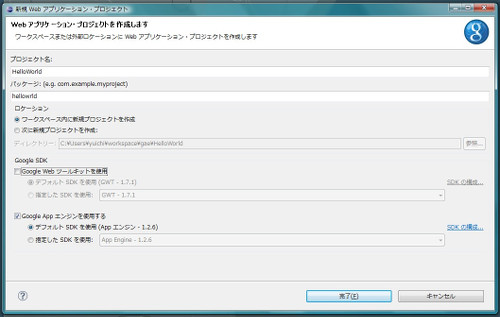 新規 Web アプリケーション・プロジェクト
Web アプリケーション・プロジェクトを作成します
ワークスペースまたは外部ロケーションに Web アプリケーション・プロジェクトを作成します
プロジェクト名:
HelloWorld
パッケージ: (e.g. com.example.myproject)
helloworld
ロケーション
ワークスペース内に新規プロジェクトを作成
次に新規プロジェクトを作成:
ディレクトリー: C:¥Users¥yuichi¥workspace¥gae¥HelloWorld 参照...
Google SDK
Google Web ツールキットを使用
デフォルト SDK を使用 (GWT - 1.7.1) SDK の構成...
指定した SDK を使用: GWT - 1.7.1
Google App エンジンを使用する
デフォルト SDK を使用 (App エンジン - 1.2.6) SDK の構成...
指定した SDK を使用: App Engine - 1.2.6
完了(F) キャンセル